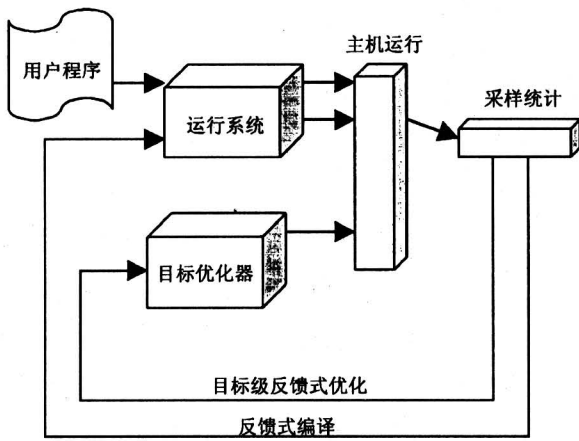 用户程序
主机运行
运行系统
采样统计
目标优化器
目标级反馈式优化
反馈式编译